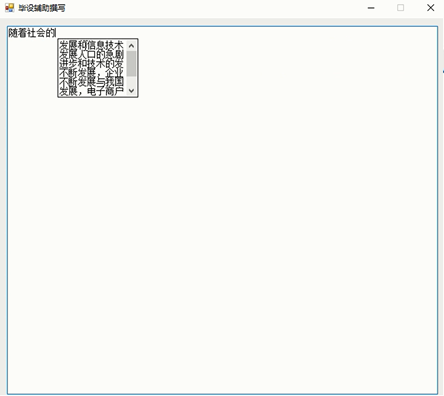 毕设辅助撰写
随着社会的
发展和信息技术
发展人口的急剧
进步和技术的发
不断发展，企业
不断发展与我国
发展，电子商户